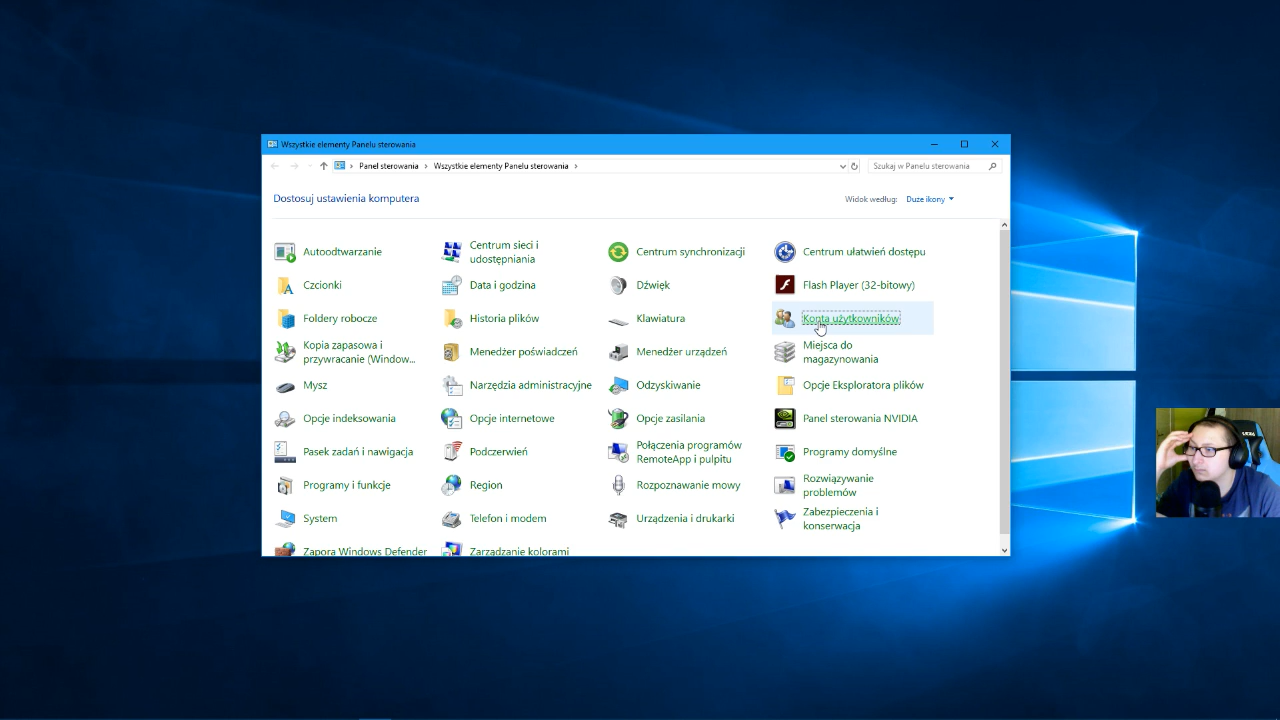 Wszystkie elementy Panelu sterowania
Panel sterowania > Wszystkie elementy Panelu sterowania >
Szukaj w Panelu sterowania
Dostosuj ustawienia komputera
Widok według: Duże ikony
Autoodtwarzanie
Centrum sieci i
udostępniania
Centrum synchronizacji
Centrum ułatwień dostępu
Czcionki
Data i godzina
Dźwięk
Flash Player (32-bitowy)
Foldery robocze
Historia plików
Klawiatura
Konta użytkowników
Kopia zapasowa i
przywracanie (Window...
Menedżer poświadczeń
Menedżer urządzeń
Miejsca do
magazynowania
Mysz
Narzędzia administracyjne
Odzyskiwanie
Opcje Eksploratora plików
Opcje indeksowania
Opcje internetowe
Opcje zasilania
Panel sterowania NVIDIA
Pasek zadań i nawigacja
Podczerwień
Połączenia programów
RemoteApp i pulpitu
Programy domyślne
Programy i funkcje
Region
Rozpoznawanie mowy
Rozwiązywanie
problemów
System
Telefon i modem
Urządzenia i drukarki
Zabezpieczenia i
konserwacja
Zapora Windows Defender
Zarządzanie kolorami